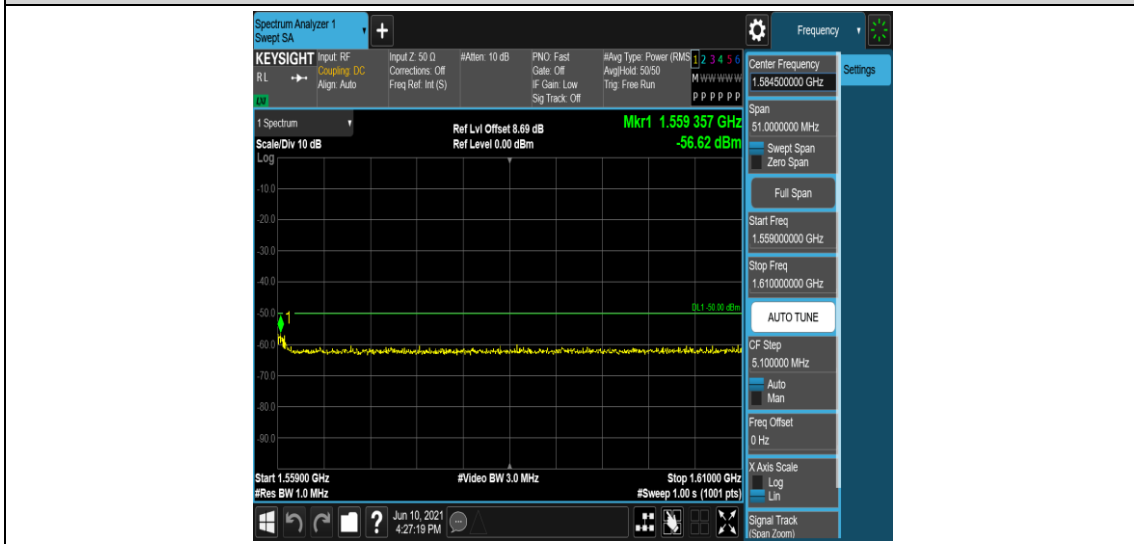 Spectrum Analyzer 1
Swept SA
Frequency
KEYSIGHT
RL
LXI
Input: RF
Coupling: DC
Align: Auto
Input Z: 50 Ω
Corrections: Off
Freq Ref: Int (S)
#Atten: 10 dB
PNO: Fast
Gate: Off
IF Gain: Low
Sig Track: Off
#Avg Type: Power (RMS
Avg|Hold: 50/50
Trig: Free Run
1 2 3 4 5 6
M W W W W W
P P P P P P
1 Spectrum
Scale/Div 10 dB
Log
Ref Lvl Offset 8.69 dB
Ref Level 0.00 dBm
Mkr1 1.559 357 GHz
-56.62 dBm
-10.0
-20.0
-30.0
-40.0
-50.0
-60.0
-70.0
-80.0
-90.0
1
DL1 -50.00 dBm
Start 1.55900 GHz
#Res BW 1.0 MHz
#Video BW 3.0 MHz
Stop 1.61000 GHz
#Sweep 1.00 s (1001 pts)
Jun 10, 2021
4:27:19 PM
Settings
Center Frequency
1.584500000 GHz
Span
51.0000000 MHz
Swept Span
Zero Span
Full Span
Start Freq
1.559000000 GHz
Stop Freq
1.610000000 GHz
AUTO TUNE
CF Step
5.100000 MHz
Auto
Man
Freq Offset
0 Hz
X Axis Scale
Log
Lin
Signal Track
(Span Zoom)